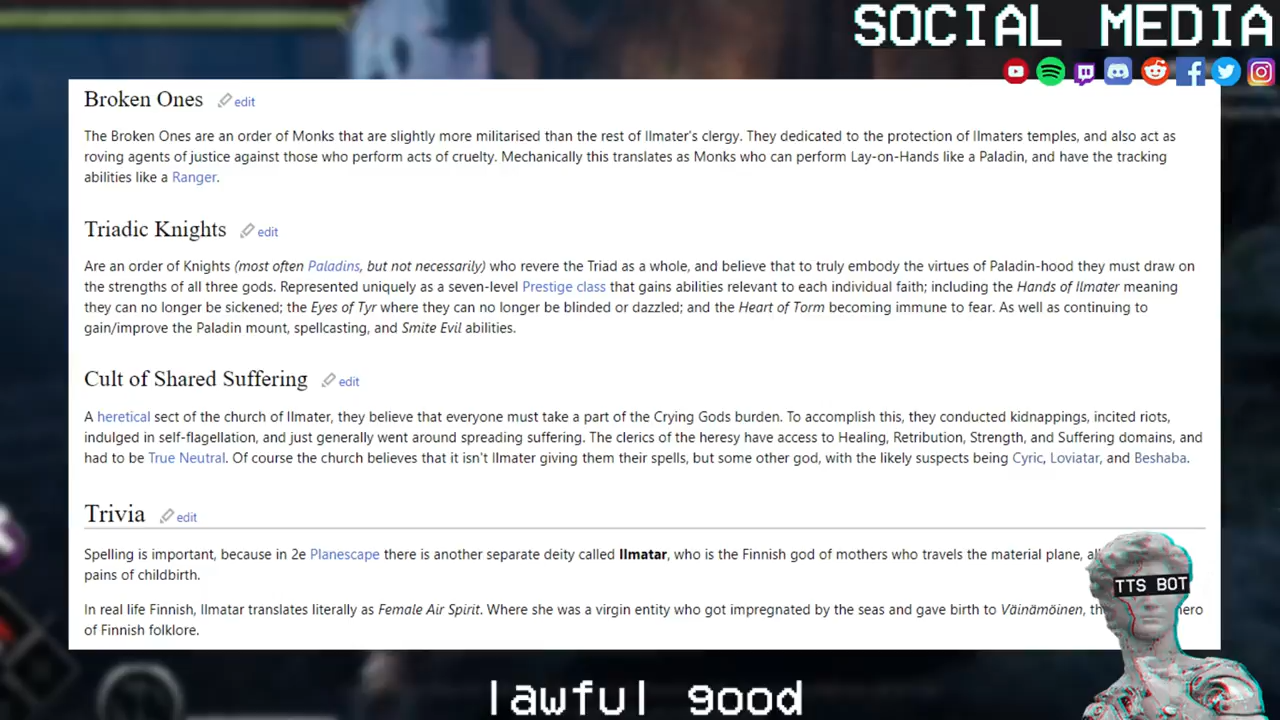 SOCIAL MEDIA
Broken Ones edit
The Broken Ones are an order of Monks that are slightly more militarised than the rest of Ilmater's clergy. They dedicated to the protection of Ilmaters temples, and also act as
roving agents of justice against those who perform acts of cruelty. Mechanically this translates as Monks who can perform Lay-on-Hands like a Paladin, and have the tracking
abilities like a Ranger.
Triadic Knights edit
Are an order of Knights (most often Paladins, but not necessarily) who revere the Triad as a whole, and believe that to truly embody the virtues of Paladin-hood they must draw on
the strengths of all three gods. Represented uniquely as a seven-level Prestige class that gains abilities relevant to each individual faith; including the Hands of Ilmater meaning
they can no longer be sickened; the Eyes of Tyr where they can no longer be blinded or dazzled; and the Heart of Torm becoming immune to fear. As well as continuing to
gain/improve the Paladin mount, spellcasting, and Smite Evil abilities.
Cult of Shared Suffering edit
A heretical sect of the church of Ilmater, they believe that everyone must take a part of the Crying Gods burden. To accomplish this, they conducted kidnappings, incited riots,
indulged in self-flagellation, and just generally went around spreading suffering. The clerics of the heresy have access to Healing, Retribution, Strength, and Suffering domains, and
had to be True Neutral. Of course the church believes that it isn't Ilmater giving them their spells, but some other god, with the likely suspects being Cyric, Loviatar, and Beshaba.
Trivia edit
Spelling is important, because in 2e Planescape there is another separate deity called Ilmatar, who is the Finnish god of mothers who travels the material plane,
pains of childbirth.
TTS BOT
In real life Finnish, Ilmatar translates literally as Female Air Spirit. Where she was a virgin entity who got impregnated by the seas and gave birth to Väinämöinen, hero
of Finnish folklore.
lawful good